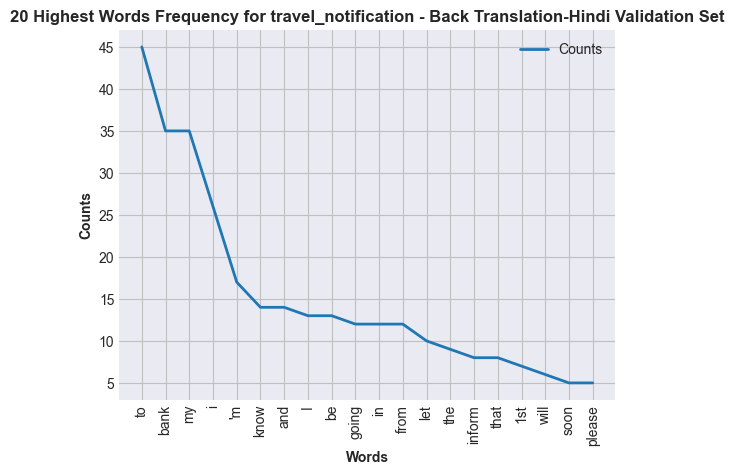 20 Highest Words Frequency for travel_notification - Back Translation-Hindi Validation Set
Counts
45
40
35
30
25
20
15
10
5
Counts
to
bank
my
i
'm
know
and
I
be
going
in
from
let
the
inform
that
1st
will
soon
please
Words